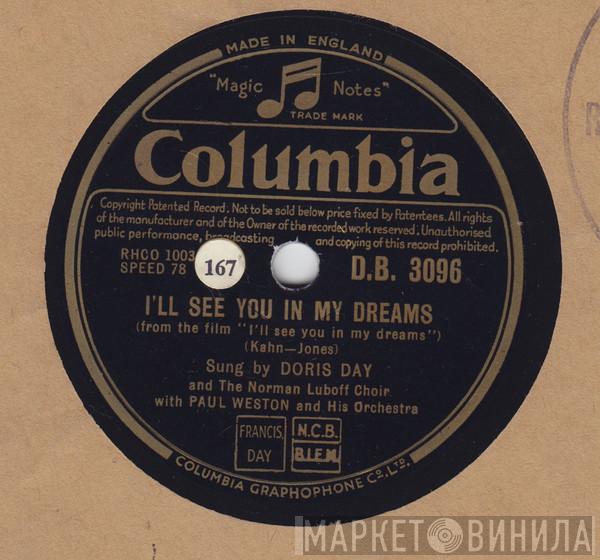 MADE IN ENGLAND
"Magic Notes"
TRADE MARK
Columbia
Copyright Patented Record. Not to be sold below price fixed by Patentees. All rights
of the manufacturer and of the Owner of the recorded work reserved. Unauthorised
public performance, broadcasting and copying of this record prohibited.
RHCO 1003
SPEED 78
167
D.B. 3096
I'LL SEE YOU IN MY DREAMS
(from the film "I'll see you in my dreams")
(Kahn—Jones)
Sung by DORIS DAY
and The Norman Luboff Choir
with PAUL WESTON and His Orchestra
FRANCIS, DAY
N.C.B.
B.I.E.M.
COLUMBIA GRAPHOPHONE CO., LTD.
МАРКЕТ ВИНИЛА